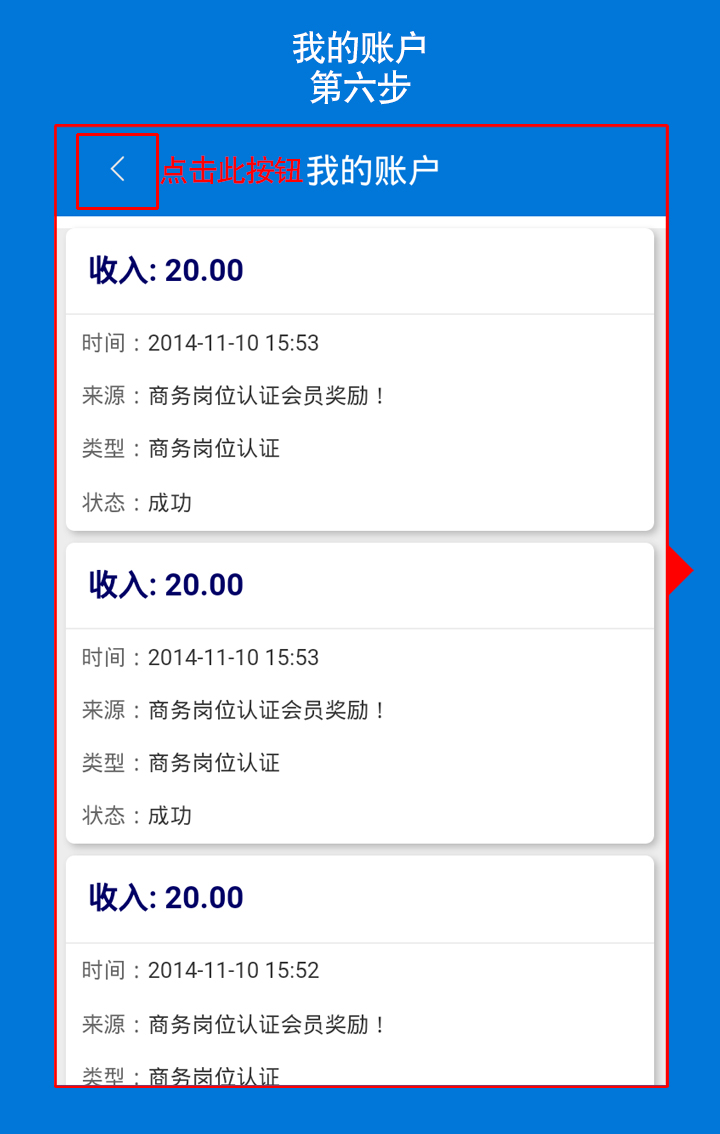 我的账户
第六步
点击此按钮 我的账户
收入: 20.00
时间：2014-11-10 15:53
来源：商务岗位认证会员奖励！
类型：商务岗位认证
状态：成功
收入: 20.00
时间：2014-11-10 15:53
来源：商务岗位认证会员奖励！
类型：商务岗位认证
状态：成功
收入: 20.00
时间：2014-11-10 15:52
来源：商务岗位认证会员奖励！
类型：商务岗位认证